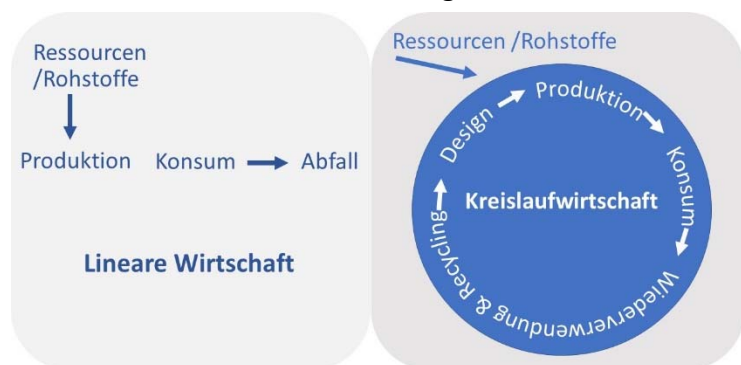 Ressourcen
/Rohstoffe
Produktion Konsum Abfall
Lineare Wirtschaft
Ressourcen /Rohstoffe
Design
Produktion
Konsum
Wiederverwendung & Recycling
Kreislaufwirtschaft